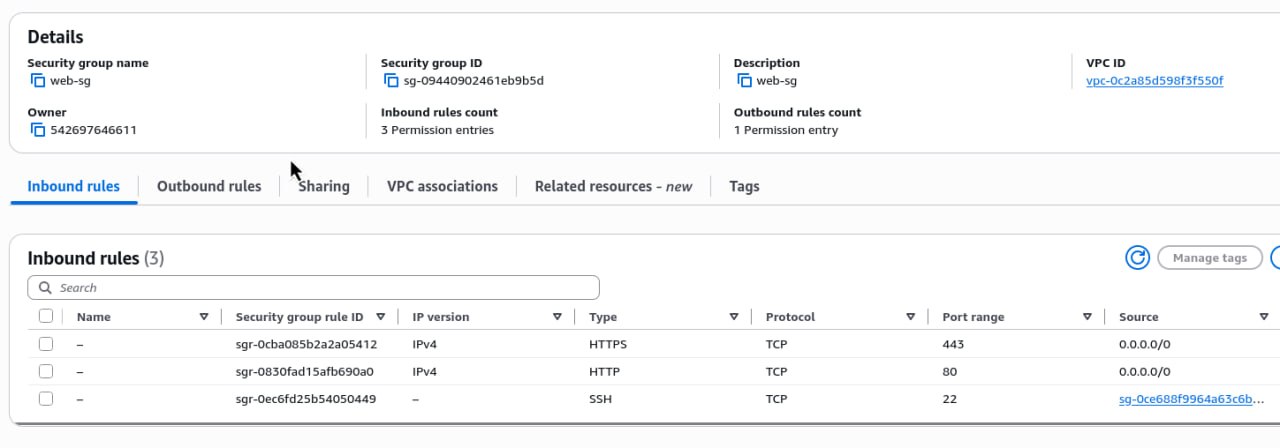 Details
Security group name
web-sg
Security group ID
sg-09440902461eb9b5d
Description
web-sg
VPC ID
vpc-0c2a85d598f3f550f
Owner
542697646611
Inbound rules count
3 Permission entries
Outbound rules count
1 Permission entry
Inbound rules Outbound rules Sharing VPC associations Related resources - new Tags
Inbound rules (3)
Manage tags
Search
Name Security group rule ID IP version Type Protocol Port range Source
– sgr-0cba085b2a2a05412 IPv4 HTTPS TCP 443 0.0.0.0/0
– sgr-0830fad15afb690a0 IPv4 HTTP TCP 80 0.0.0.0/0
– sgr-0ec6fd25b54050449 – SSH TCP 22 sg-0ce688f9964a63c6b...